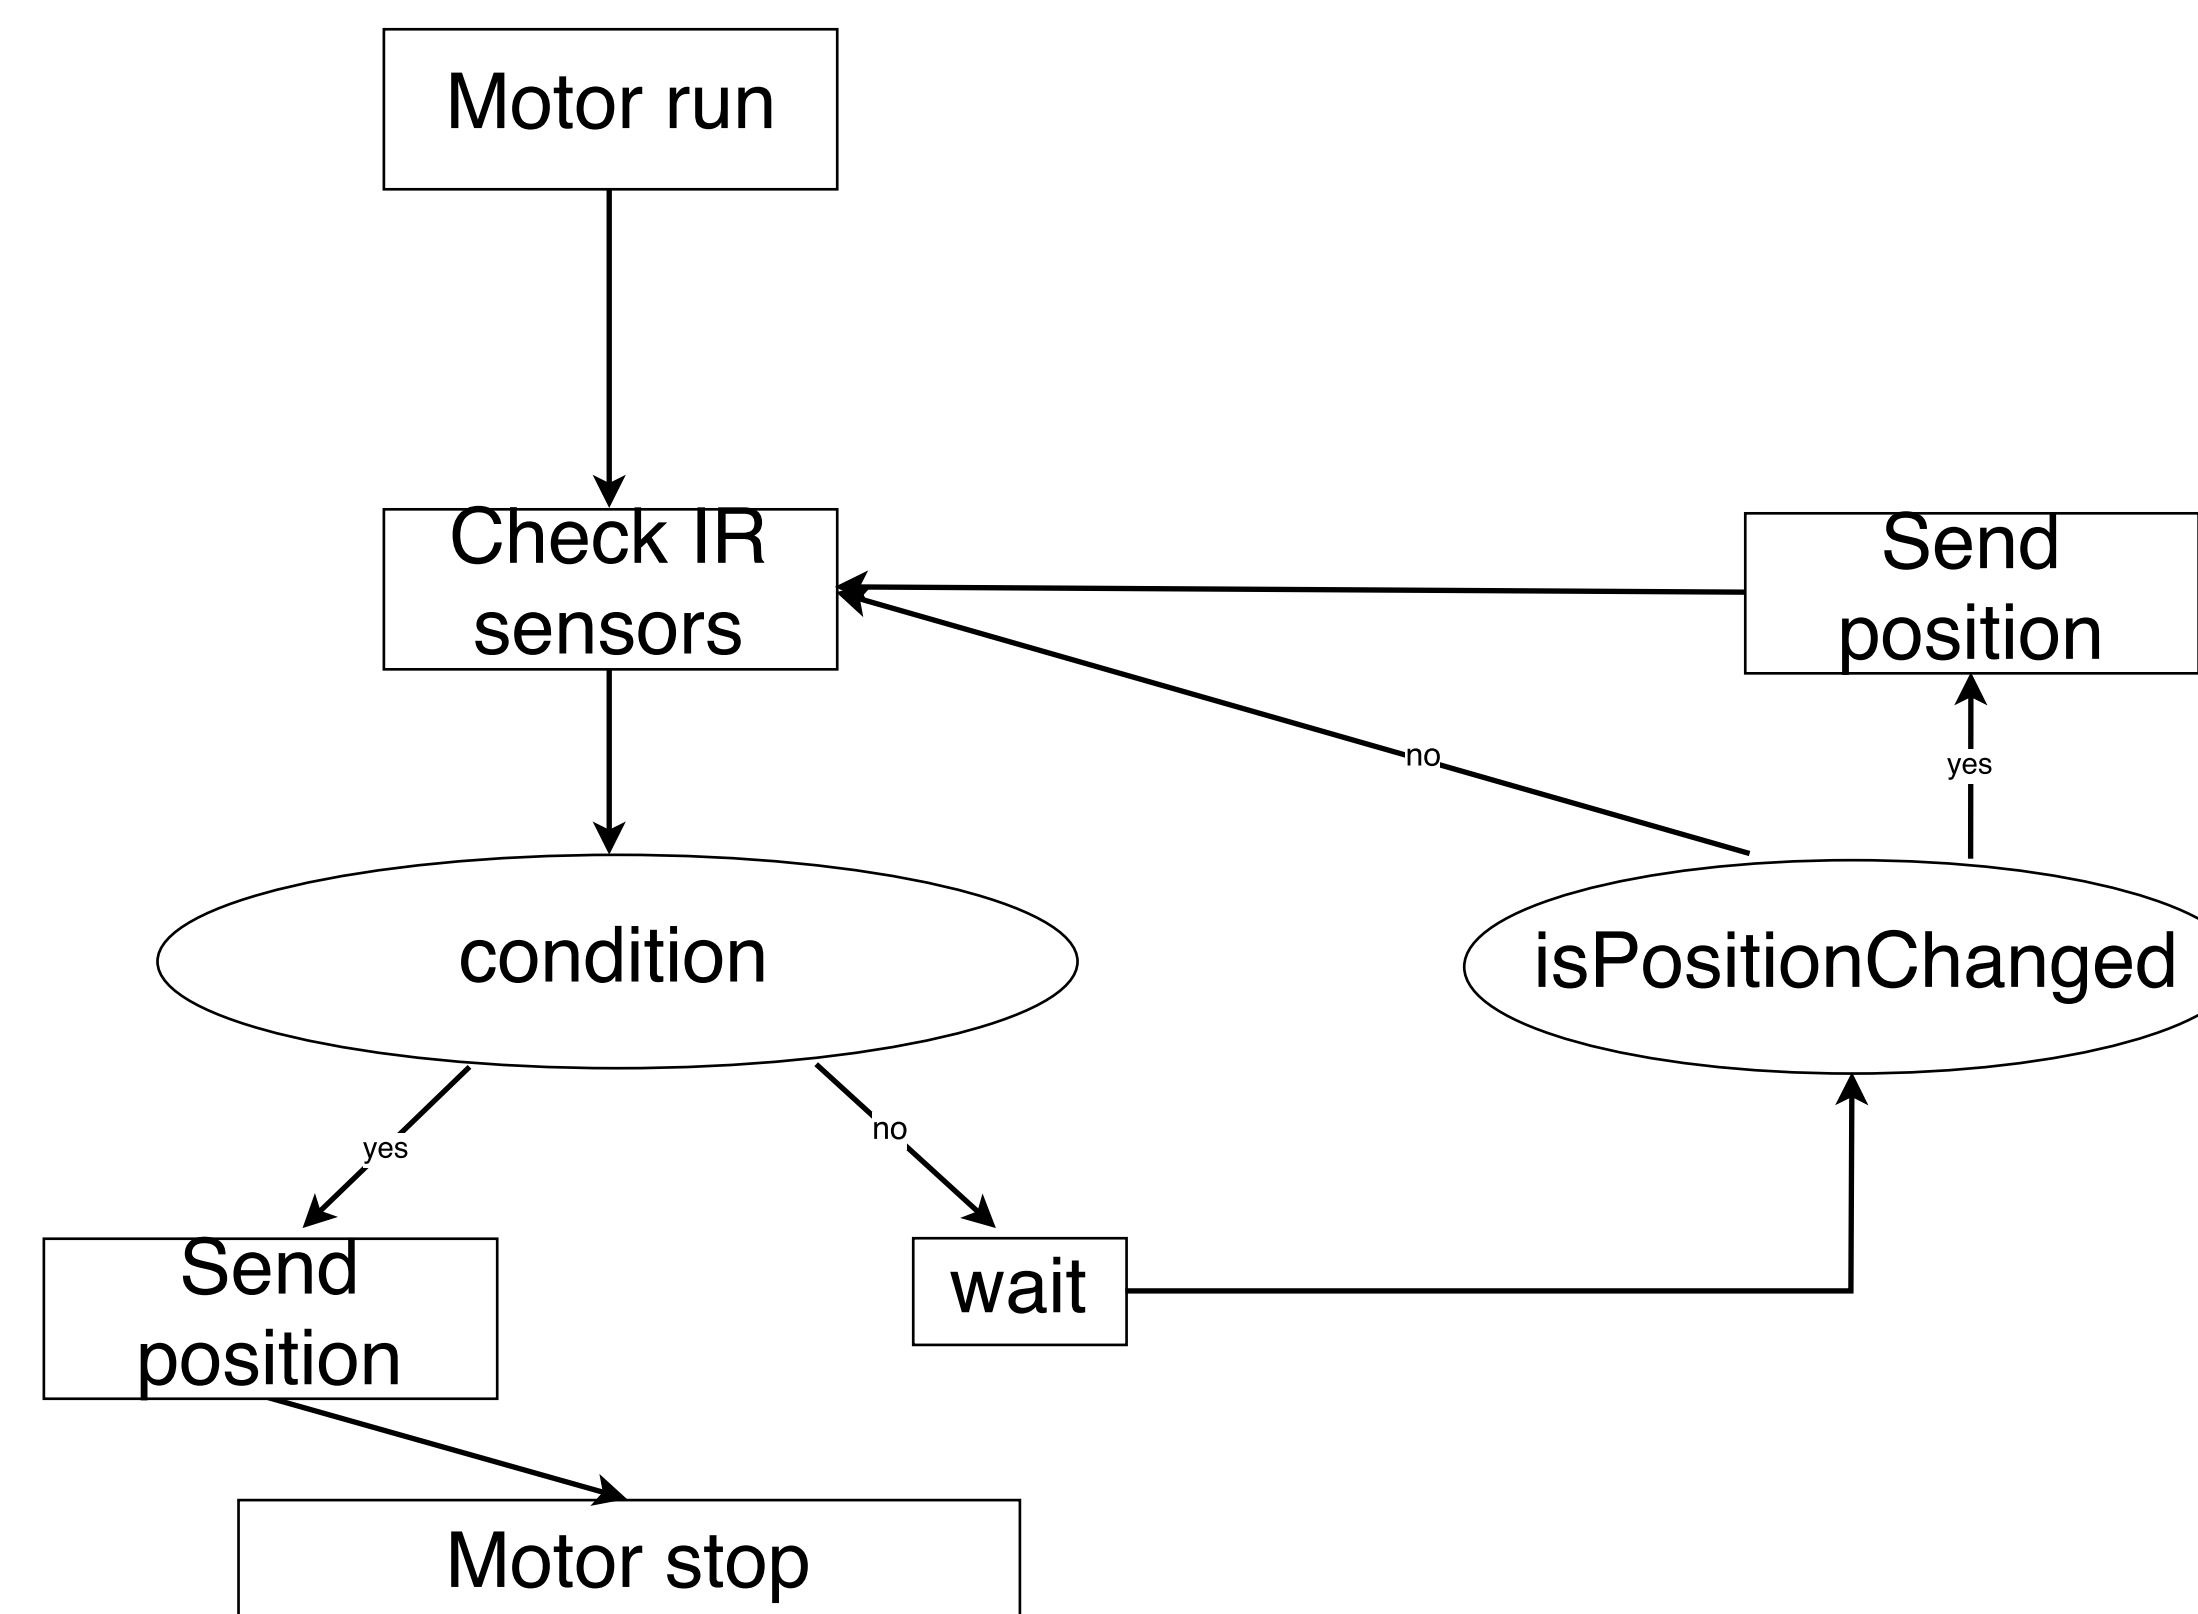 Motor run
Check IR
sensors
Send
position
no
yes
condition
isPositionChanged
yes
no
Send
position
wait
Motor stop